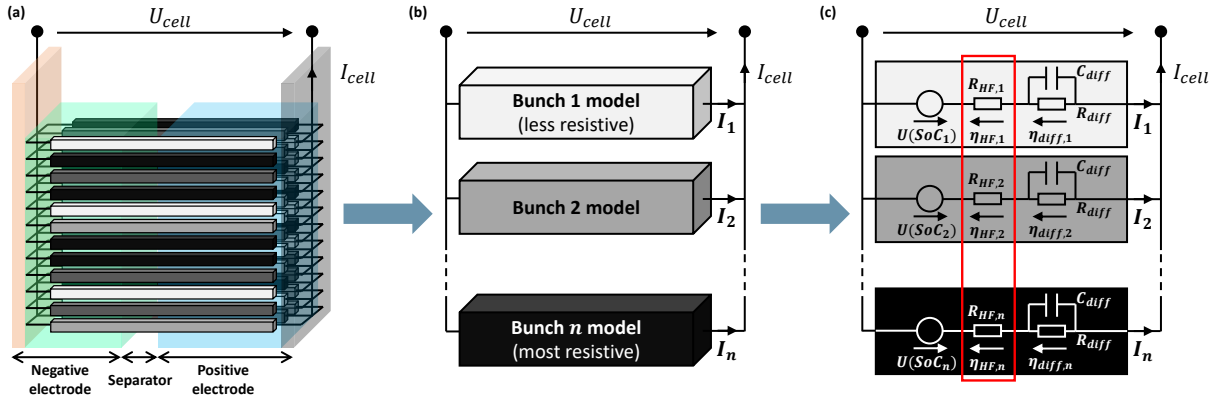 (a)
U_cell
I_cell
Negative
electrode
Separator
Positive
electrode
(b)
U_cell
I_cell
Bunch 1 model
(less resistive)
I_1
Bunch 2 model
I_2
Bunch n model
(most resistive)
I_n
(c)
U_cell
I_cell
C_diff
R_HF,1
R_diff
U(SoC_1)
η_HF,1
η_diff,1
I_1
C_diff
R_HF,2
R_diff
U(SoC_2)
η_HF,2
η_diff,2
I_2
C_diff
R_HF,n
R_diff
U(SoC_n)
η_HF,n
η_diff,n
I_n